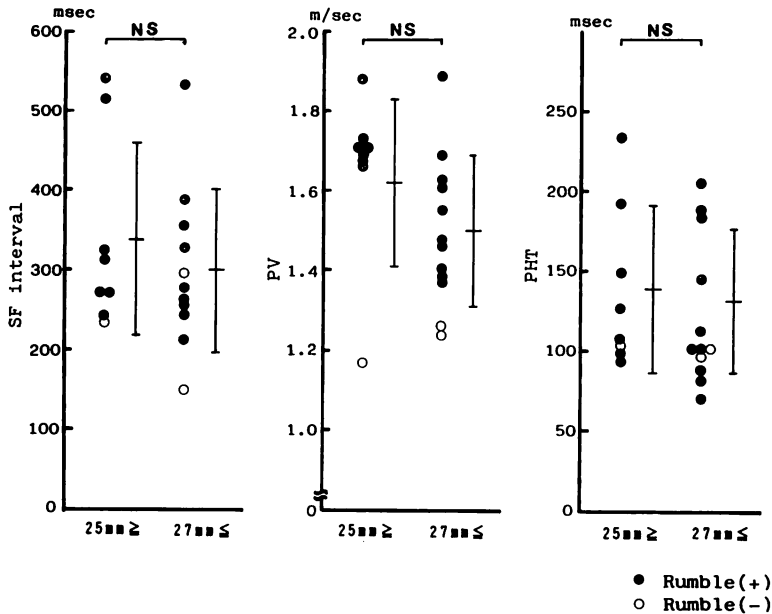 msec
600
500
400
300
200
100
0
SF interval
NS
25mm≧
27mm≦
m/sec
2.0
1.8
1.6
1.4
1.2
1.0
0
PV
NS
25mm≧
27mm≦
msec
250
200
150
100
50
0
PHT
NS
25mm≧
27mm≦
● Rumble(+)
○ Rumble(−)